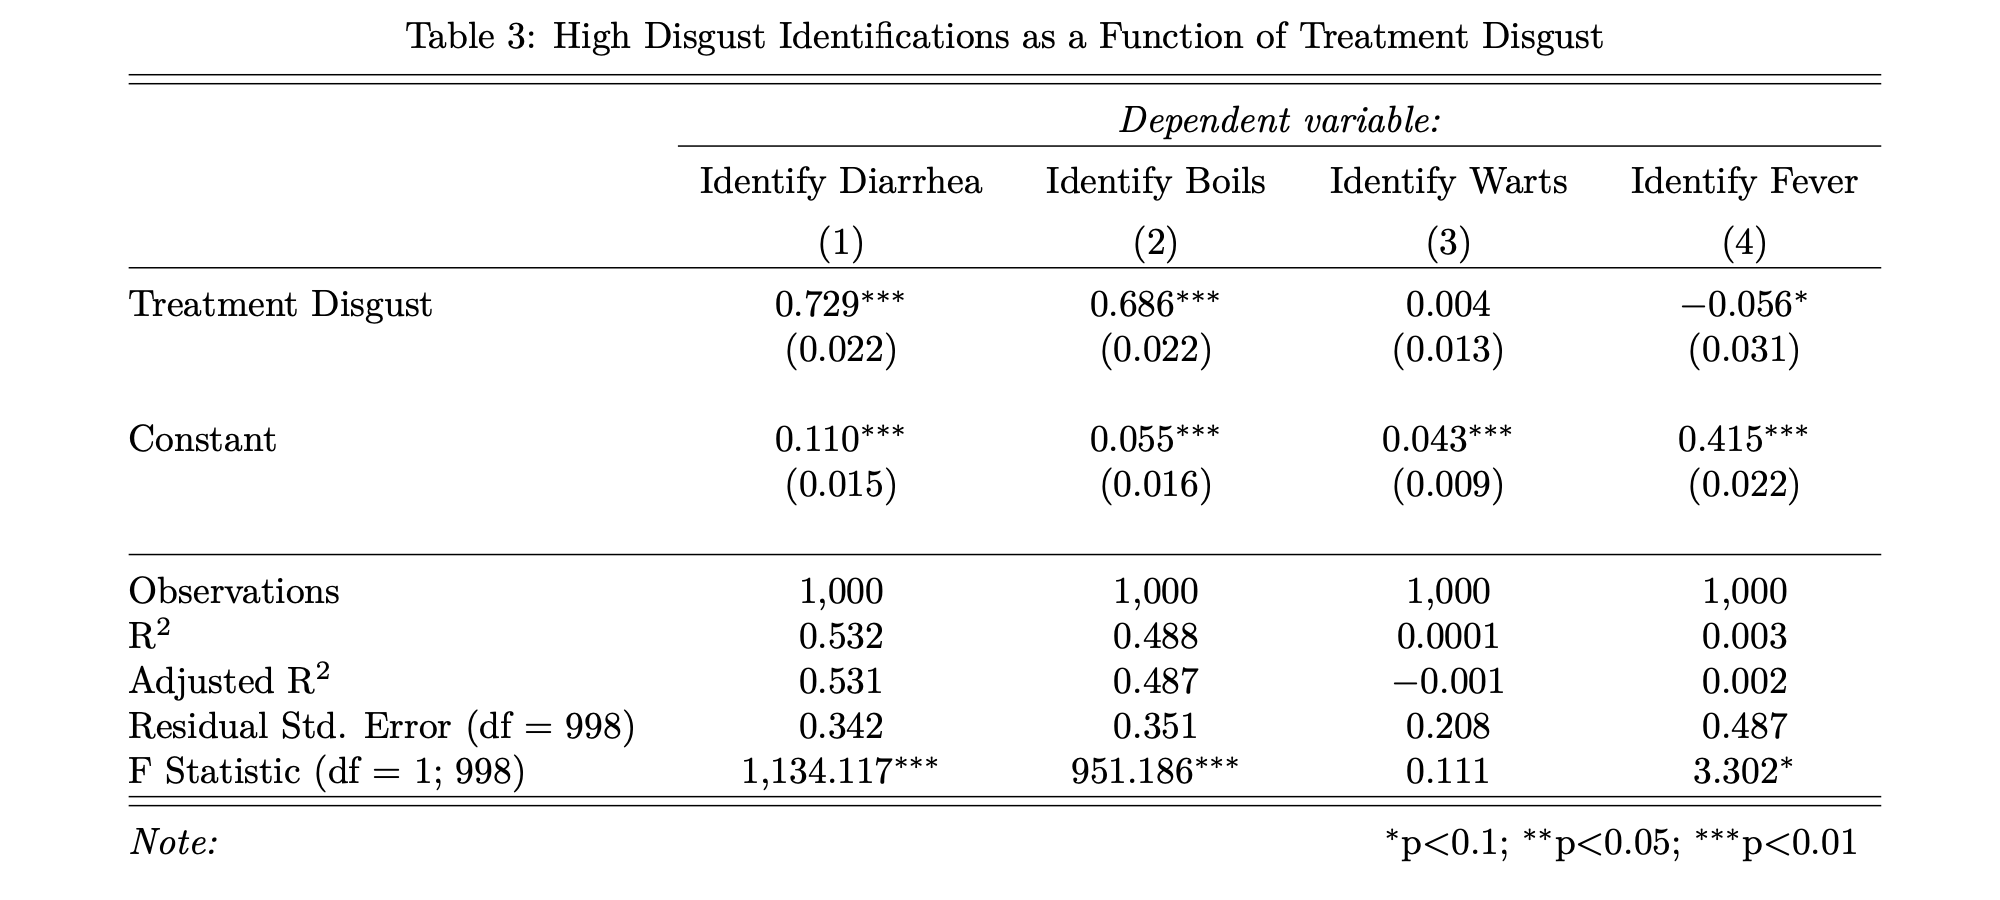 Table 3: High Disgust Identifications as a Function of Treatment Disgust
Dependent variable:
Identify Diarrhea Identify Boils Identify Warts Identify Fever
(1) (2) (3) (4)
Treatment Disgust 0.729*** 0.686*** 0.004 −0.056*
(0.022) (0.022) (0.013) (0.031)
Constant 0.110*** 0.055*** 0.043*** 0.415***
(0.015) (0.016) (0.009) (0.022)
Observations 1,000 1,000 1,000 1,000
R² 0.532 0.488 0.0001 0.003
Adjusted R² 0.531 0.487 −0.001 0.002
Residual Std. Error (df = 998) 0.342 0.351 0.208 0.487
F Statistic (df = 1; 998) 1,134.117*** 951.186*** 0.111 3.302*
Note: *p<0.1; **p<0.05; ***p<0.01